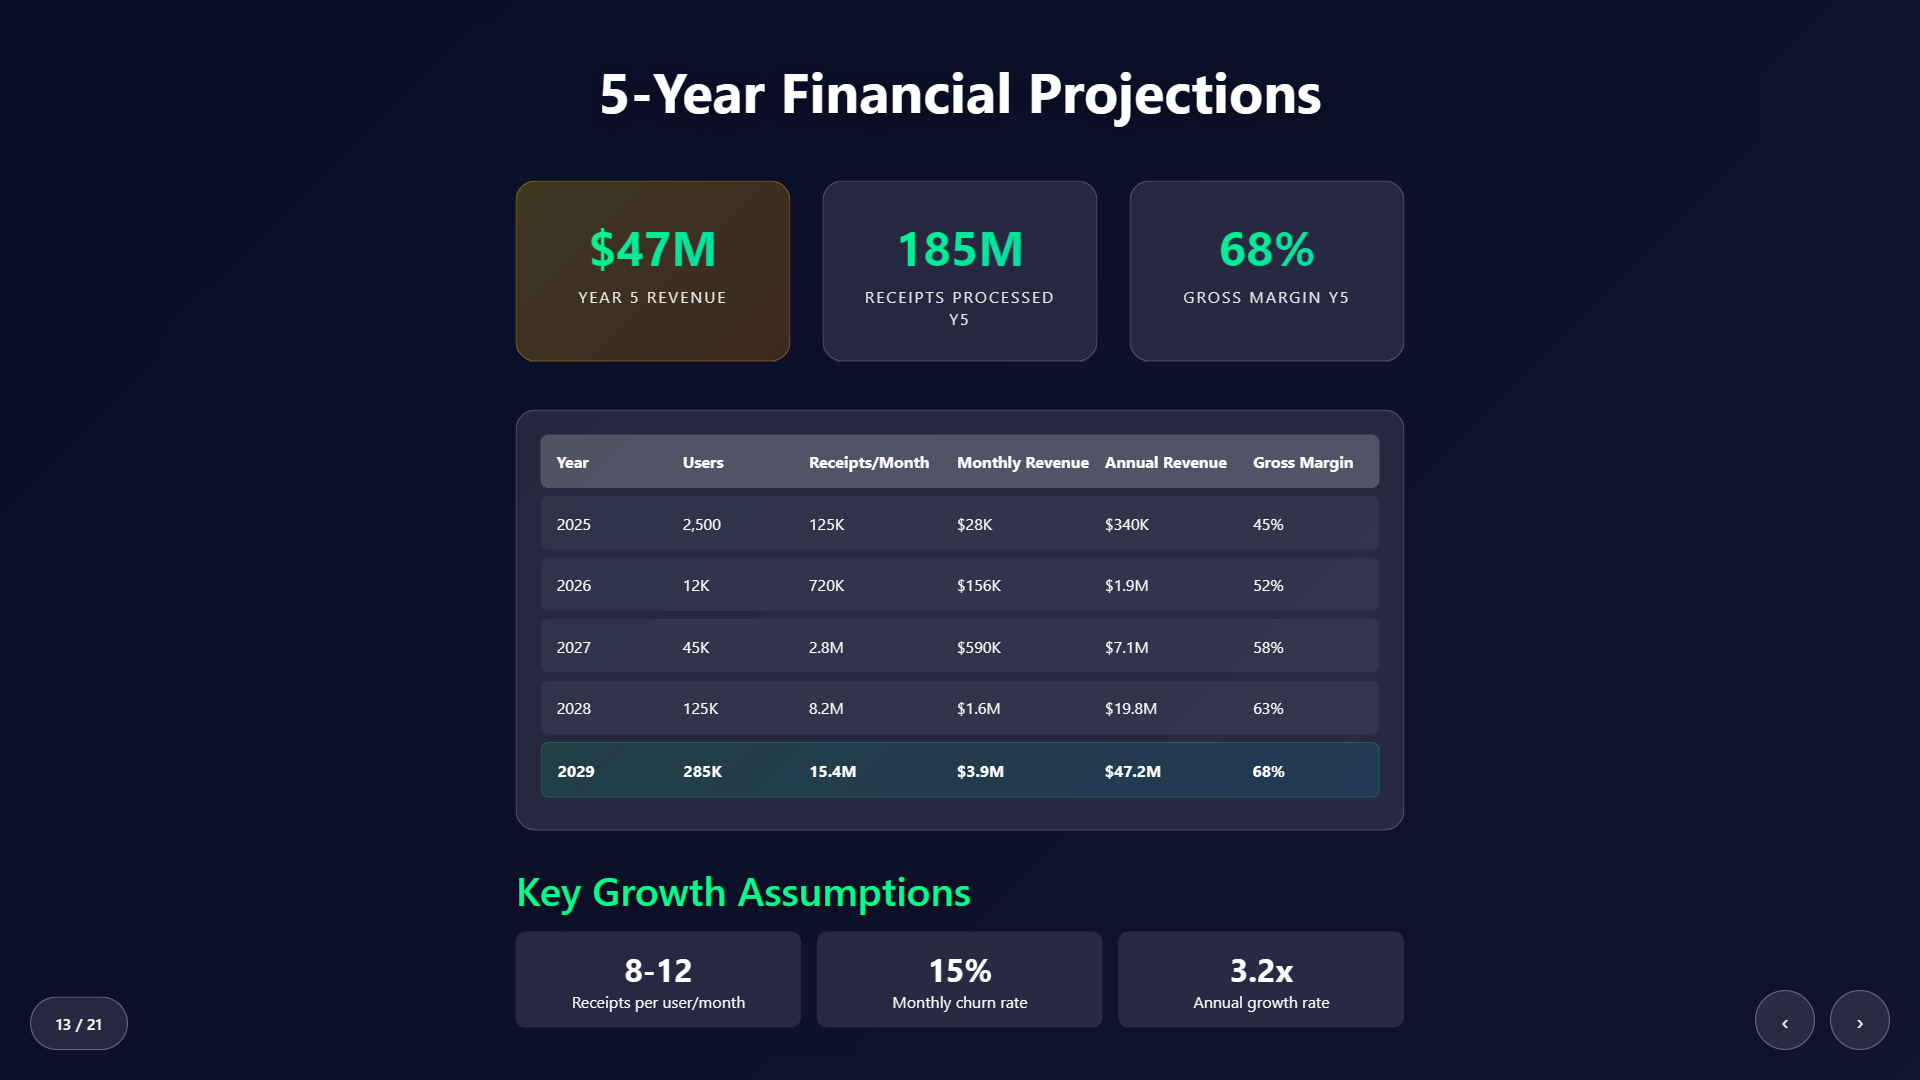 5-Year Financial Projections
$47M
YEAR 5 REVENUE
185M
RECEIPTS PROCESSED
Y5
68%
GROSS MARGIN Y5
Year Users Receipts/Month Monthly Revenue Annual Revenue Gross Margin
2025 2,500 125K $28K $340K 45%
2026 12K 720K $156K $1.9M 52%
2027 45K 2.8M $590K $7.1M 58%
2028 125K 8.2M $1.6M $19.8M 63%
2029 285K 15.4M $3.9M $47.2M 68%
Key Growth Assumptions
8-12
Receipts per user/month
15%
Monthly churn rate
3.2x
Annual growth rate
13 / 21
‹ ›